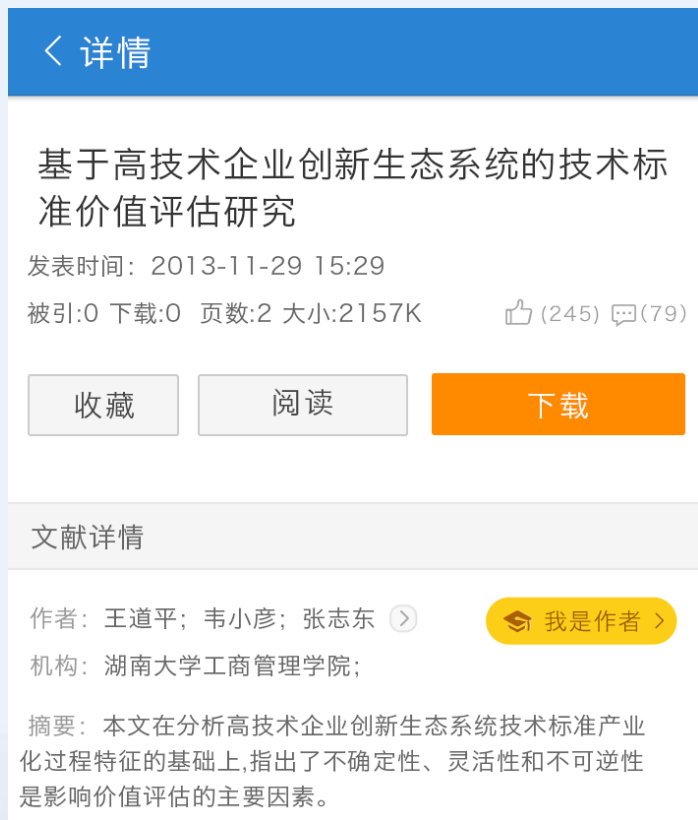 详情
基于高技术企业创新生态系统的技术标
准价值评估研究
发表时间：2013-11-29 15:29
被引:0 下载:0 页数:2 大小:2157K (245) (79)
收藏 阅读 下载
文献详情
作者：王道平；韦小彦；张志东 我是作者
机构：湖南大学工商管理学院；
摘要：本文在分析高技术企业创新生态系统技术标准产业
化过程特征的基础上,指出了不确定性、灵活性和不可逆性
是影响价值评估的主要因素。